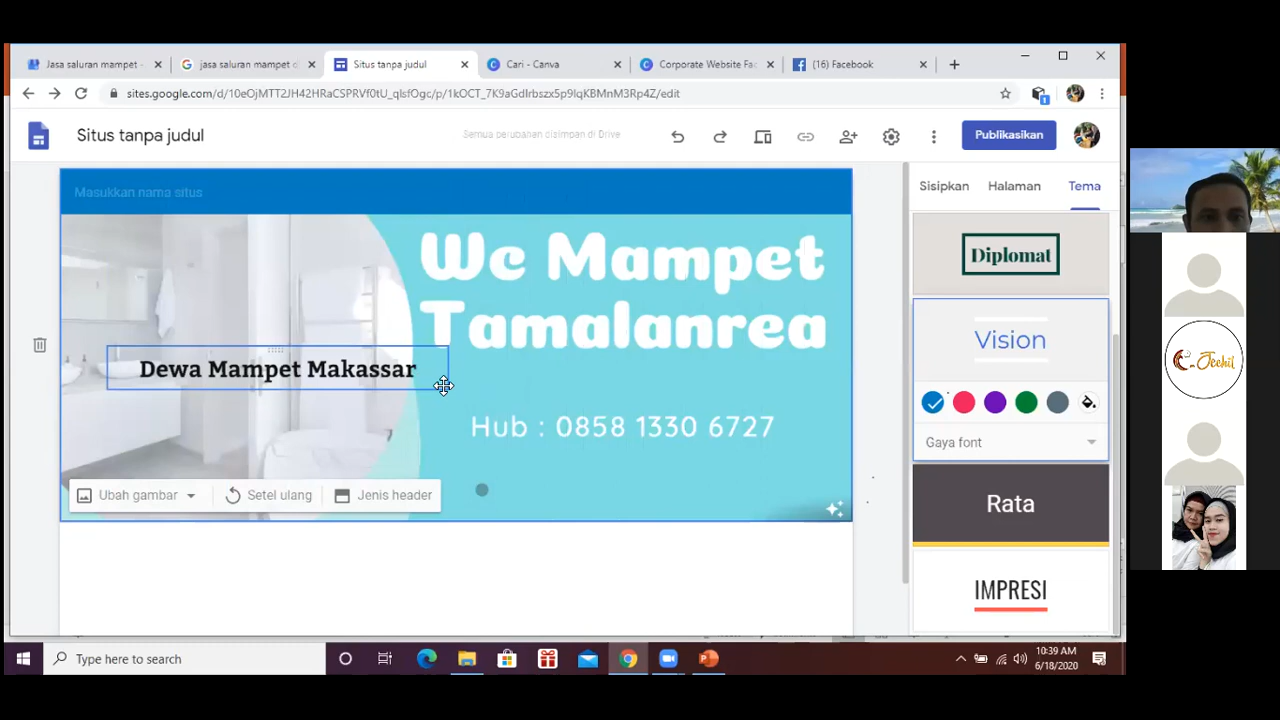 Jasa saluran mampet -
jasa saluran mampet d
Situs tanpa judul
Cari - Canva
Corporate Website Fac
(16) Facebook
sites.google.com/d/10eOjMTT2JH42HRaCSPRVf0tU_qlsfOgc/p/1kOCT_7K9aGdIrbszx5p9lqKBMnM3Rp4Z/edit
Situs tanpa judul
Semua perubahan disimpan di Drive
Publikasikan
Masukkan nama situs
Sisipkan
Halaman
Tema
Wc Mampet
Tamalanrea
Dewa Mampet Makassar
Hub : 0858 1330 6727
Ubah gambar
Setel ulang
Jenis header
Diplomat
Vision
Gaya font
Rata
IMPRESI
Jechil
Type here to search
10:39 AM
6/18/2020